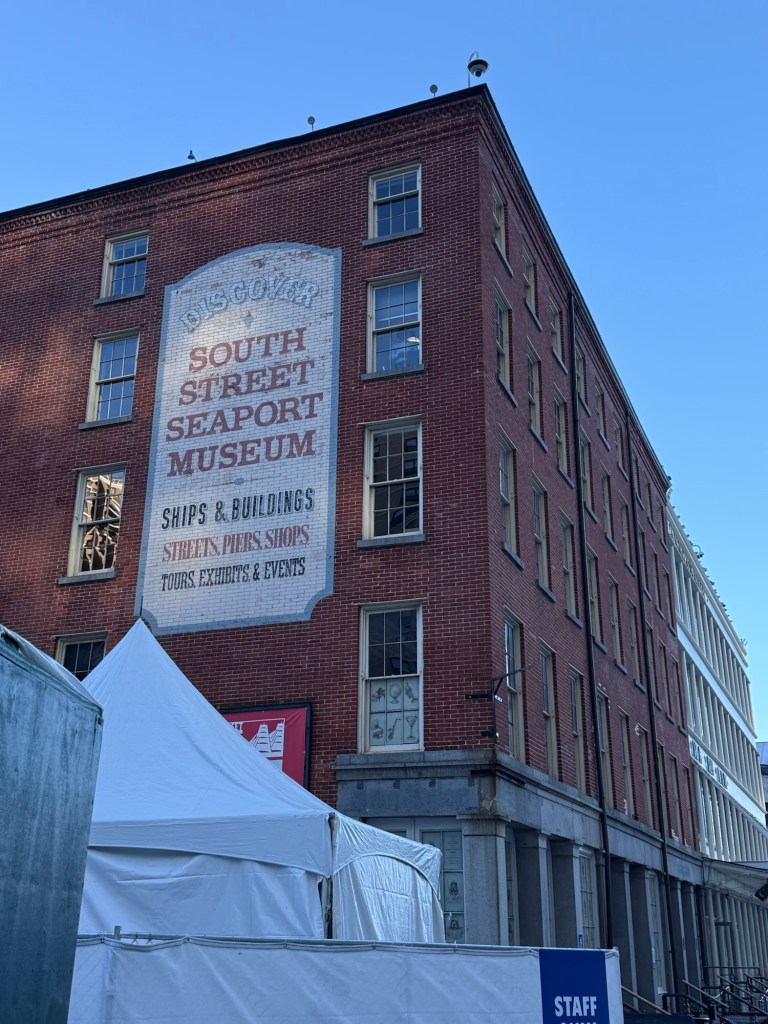 DISCOVER
SOUTH
STREET
SEAPORT
MUSEUM
SHIPS & BUILDINGS
STREETS, PIERS, SHOPS
TOURS, EXHIBITS, & EVENTS
STAFF